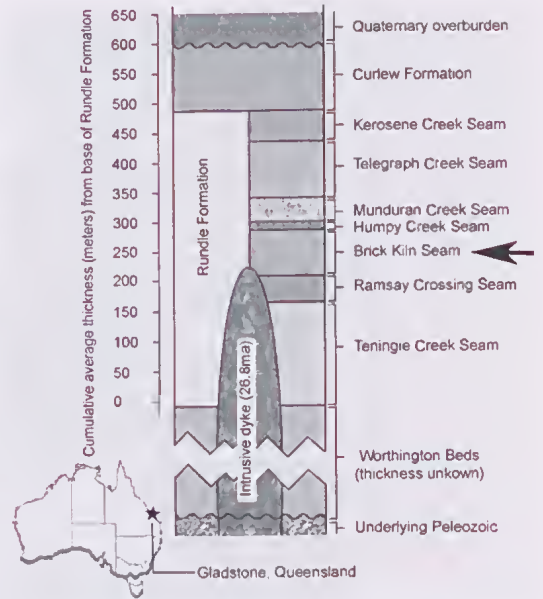 Cumulative average thickness (meters) from base of Rundle Formation
650
600
550
500
450
400
350
300
250
200
150
100
50
0
Rundle Formation
Intrusive dyke (26.8ma)
Quaternary overburden
Curlew Formation
Kerosene Creek Seam
Telegraph Creek Seam
Munduran Creek Seam
Humpy Creek Seam
Brick Kiln Seam
Ramsay Crossing Seam
Teningie Creek Seam
Worthington Beds
(thickness unkown)
Underlying Peleozoic
Gladstone, Queensland